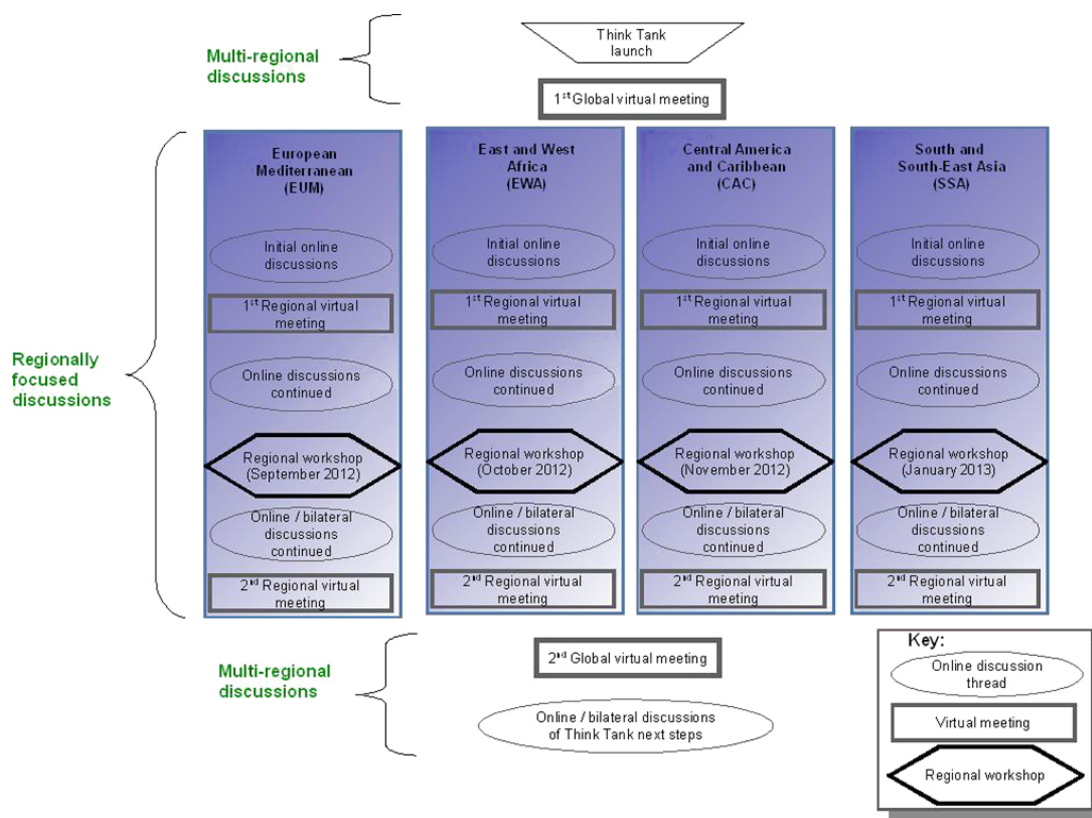 Multi-regional
discussions
Think Tank
launch
1st Global virtual meeting
Regionally
focused
discussions
European
Mediterranean
(EUM)
Initial online
discussions
1st Regional virtual
meeting
Online discussions
continued
Regional workshop
(September 2012)
Online / bilateral
discussions
continued
2nd Regional virtual
meeting
East and West
Africa
(EWA)
Initial online
discussions
1st Regional virtual
meeting
Online discussions
continued
Regional workshop
(October 2012)
Online / bilateral
discussions
continued
2nd Regional virtual
meeting
Central America
and Caribbean
(CAC)
Initial online
discussions
1st Regional virtual
meeting
Online discussions
continued
Regional workshop
(November 2012)
Online / bilateral
discussions
continued
2nd Regional virtual
meeting
South and
South-East Asia
(SSA)
Initial online
discussions
1st Regional virtual
meeting
Online discussions
continued
Regional workshop
(January 2013)
Online / bilateral
discussions
continued
2nd Regional virtual
meeting
Multi-regional
discussions
2nd Global virtual meeting
Online / bilateral discussions
of Think Tank next steps
Key:
Online discussion
thread
Virtual meeting
Regional workshop